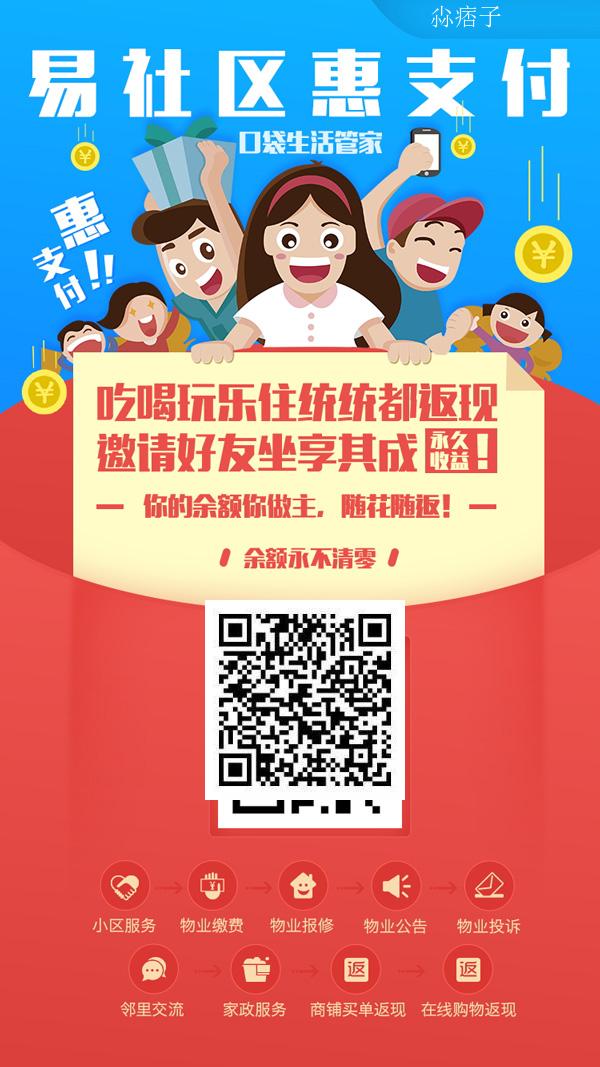 尛痞子
易社区惠支付
口袋生活管家
惠
支付!!
吃喝玩乐住统统都返现
邀请好友坐享其成 永久收益!
你的余额你做主, 随花随返!
余额永不清零
小区服务 物业缴费 物业报修 物业公告 物业投诉
返 返
邻里交流 家政服务 商铺买单返现 在线购物返现